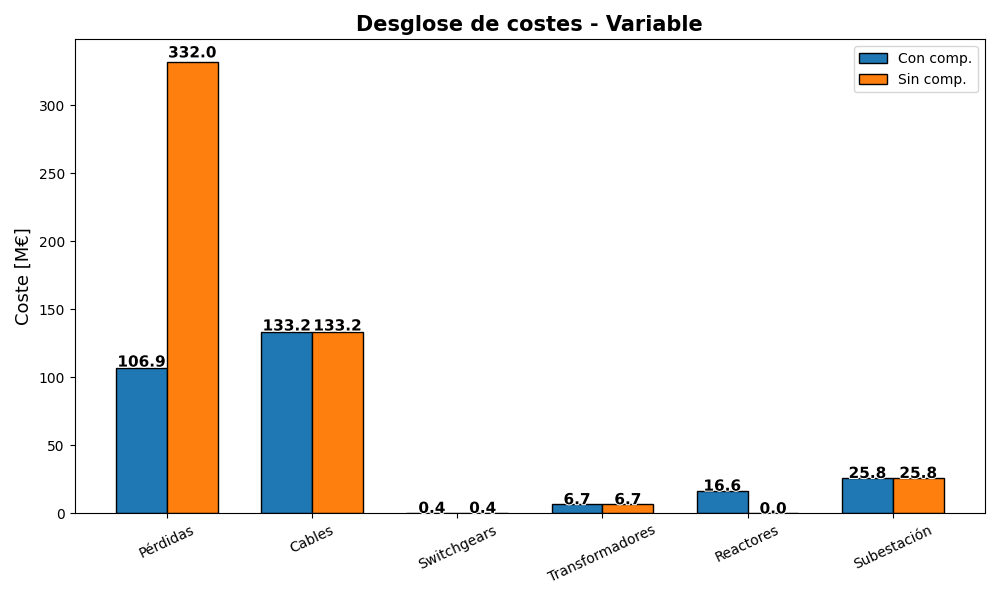 Desglose de costes - Variable
Coste [M€]
300
250
200
150
100
50
0
Con comp.
Sin comp.
106.9
332.0
133.2
133.2
0.4
0.4
6.7
6.7
16.6
0.0
25.8
25.8
Pérdidas
Cables
Switchgears
Transformadores
Reactores
Subestación